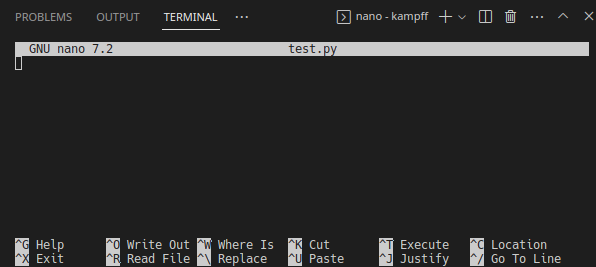 PROBLEMS OUTPUT TERMINAL ··· nano - kampff
GNU nano 7.2 test.py
^G Help ^O Write Out ^W Where Is ^K Cut ^T Execute ^C Location
^X Exit ^R Read File ^\ Replace ^U Paste ^J Justify ^/ Go To Line